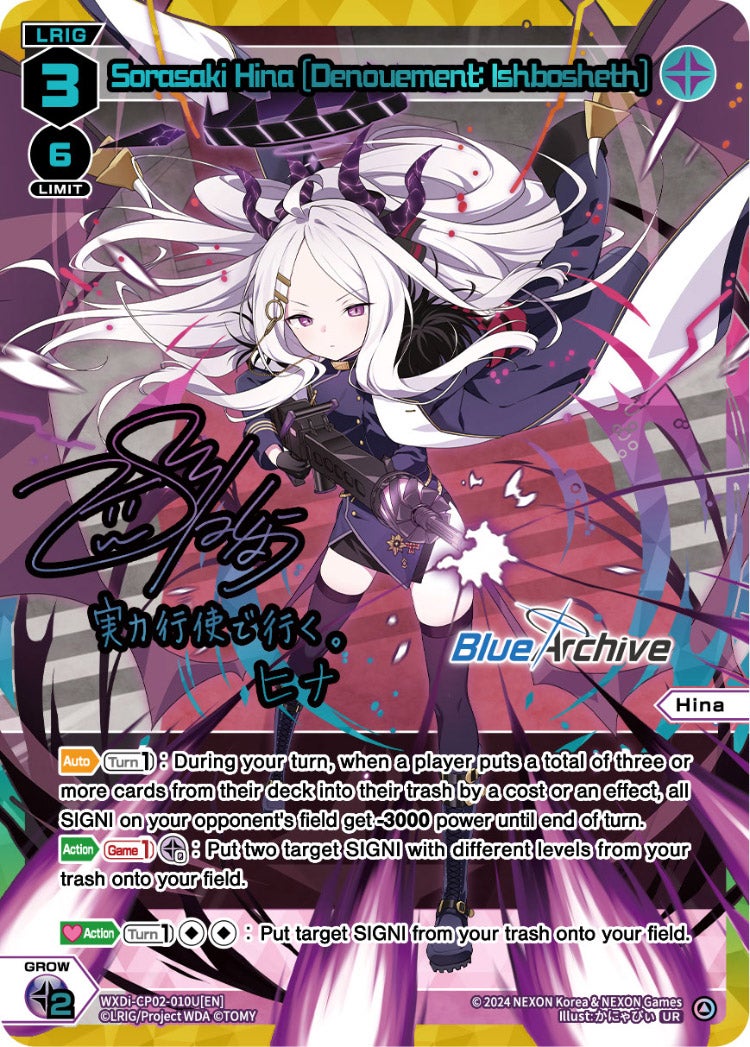 LRIG
3
Sorasaki Hina [Denouement: Ishbosheth]
6
LIMIT
実力行使で行く。
ヒナ
Blue Archive
Hina
Auto Turn 1 : During your turn, when a player puts a total of three or
more cards from their deck into their trash by a cost or an effect, all
SIGNI on your opponent's field get -3000 power until end of turn.
Action Game 1 0 : Put two target SIGNI with different levels from your
trash onto your field.
Action Turn 1 : Put target SIGNI from your trash onto your field.
GROW
2
WXDi-CP02-010U[EN]
©LRIG/Project WDA ©TOMY
© 2024 NEXON Korea & NEXON Games
Illust:かにゃぴぃ UR